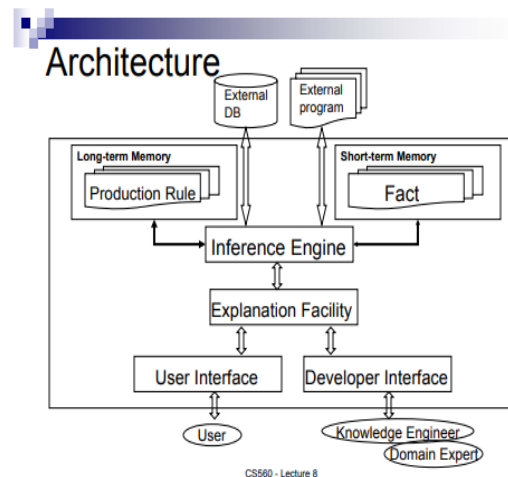 Architecture
External
DB
External
program
Long-term Memory
Production Rule
Short-term Memory
Fact
Inference Engine
Explanation Facility
User Interface
Developer Interface
User
Knowledge Engineer
Domain Expert
CS560 - Lecture 8